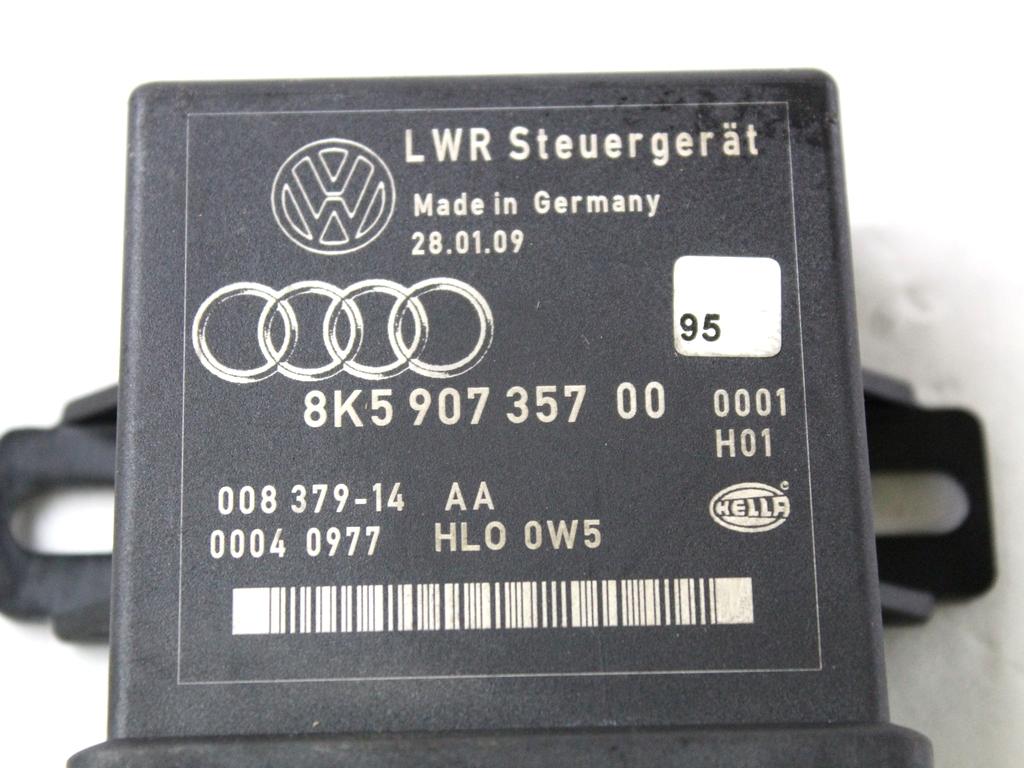 LWR Steuergerät
Made in Germany
28.01.09
95
8K5 907 357 00 0001
H01
008 379-14 AA
HELLA
0004 0977 HLO 0W5